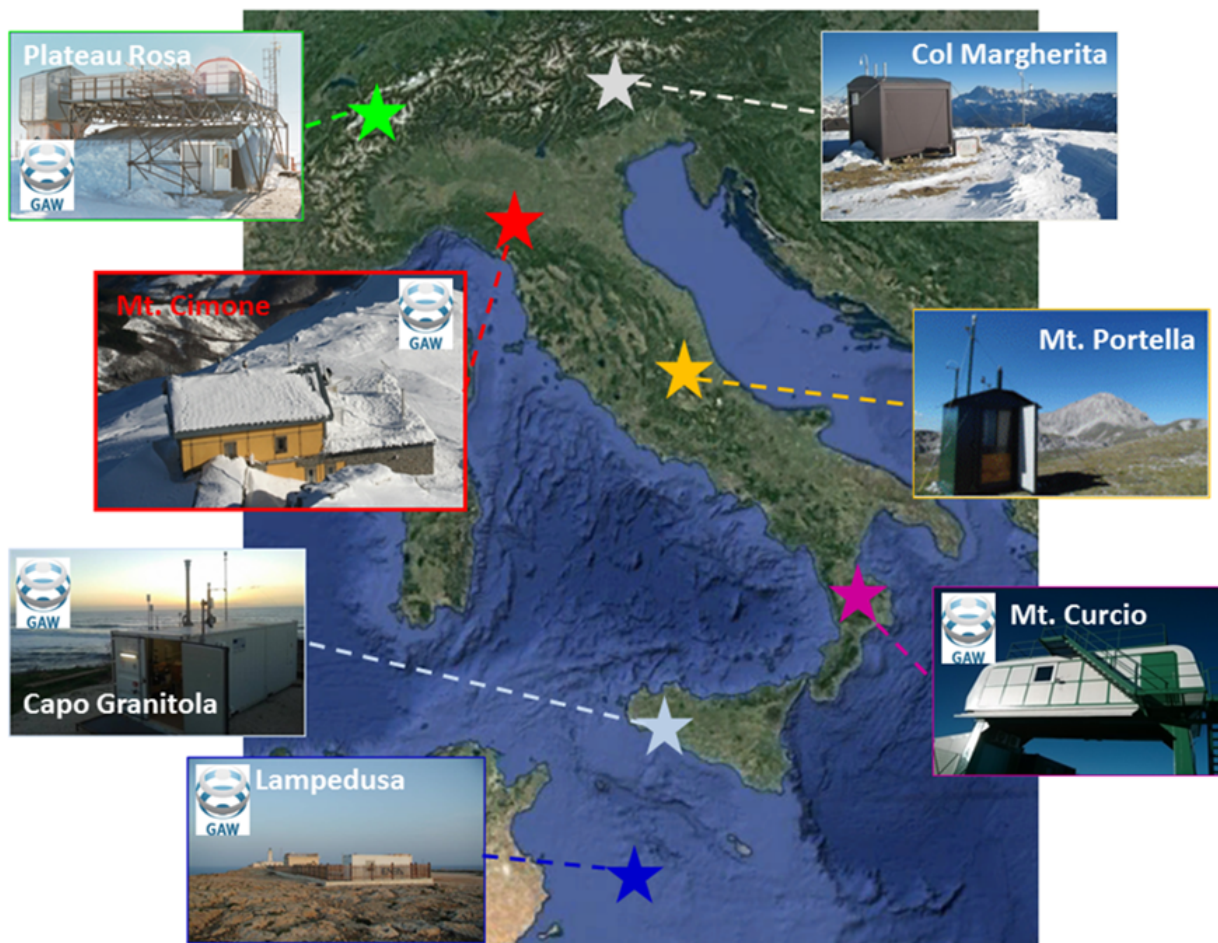 Plateau Rosa
GAW
Col Margherita
Mt. Cimone
GAW
Mt. Portella
GAW
Capo Granitola
GAW
Mt. Curcio
GAW
Lampedusa